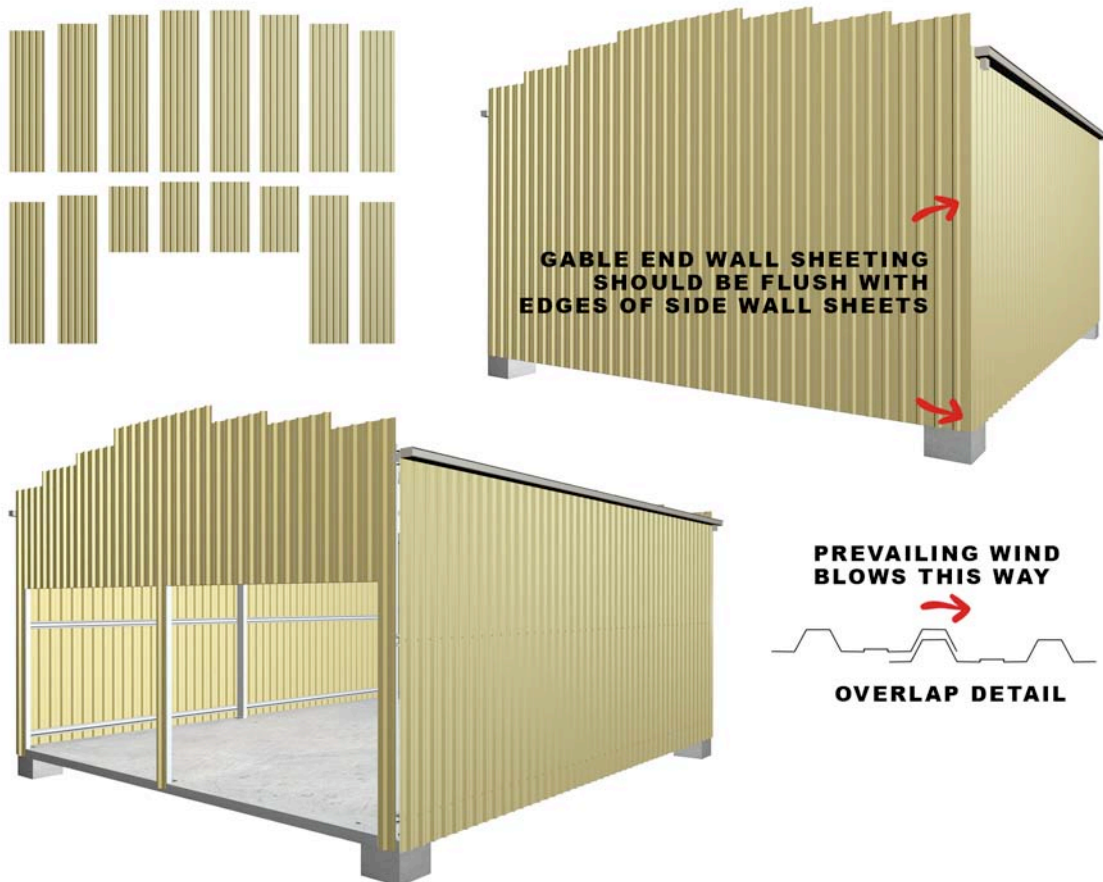 GABLE END WALL SHEETING
SHOULD BE FLUSH WITH
EDGES OF SIDE WALL SHEETS
PREVAILING WIND
BLOWS THIS WAY
OVERLAP DETAIL